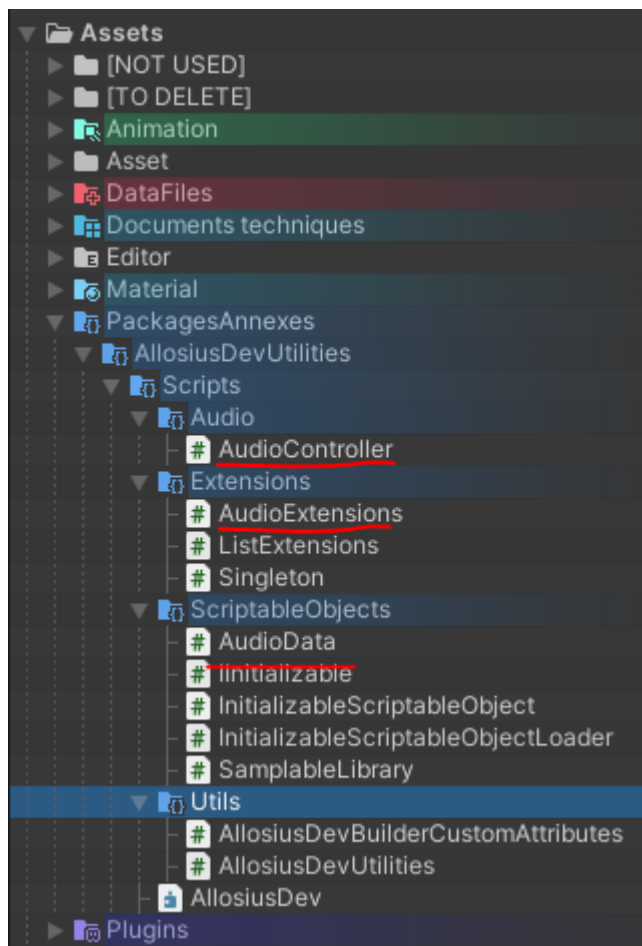 Assets
[NOT USED]
[TO DELETE]
Animation
Asset
DataFiles
Documents techniques
Editor
Material
PackagesAnnexes
AllosiusDevUtilities
Scripts
Audio
AudioController
Extensions
AudioExtensions
ListExtensions
Singleton
ScriptableObjects
AudioData
IInitializable
InitializableScriptableObject
InitializableScriptableObjectLoader
SamplableLibrary
Utils
AllosiusDevBuilderCustomAttributes
AllosiusDevUtilities
AllosiusDev
Plugins